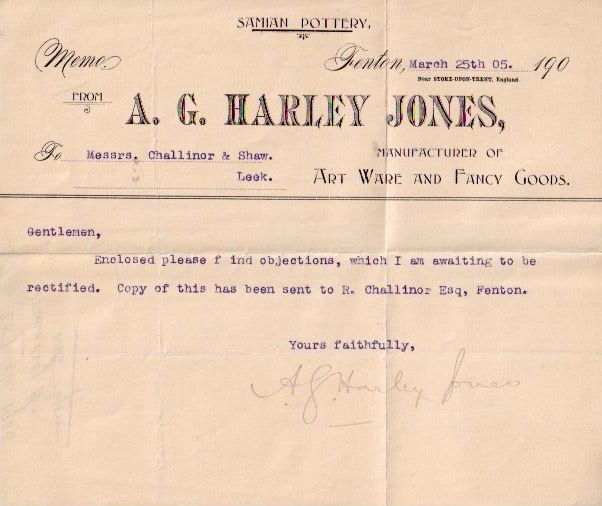 SAMIAN POTTERY,
Memo
Fenton, March 25th 05. 190
Near STOKE-UPON-TRENT, England
FROM
A. G. HARLEY JONES,
To Messrs. Challinor & Shaw.
MANUFACTURER OF
Leek.
ART WARE AND FANCY GOODS.
Gentlemen,
Enclosed please f ind objections, which I am awaiting to be
rectified. Copy of this has been sent to R. Challinor Esq, Fenton.
Yours faithfully,
A G Harley Jones